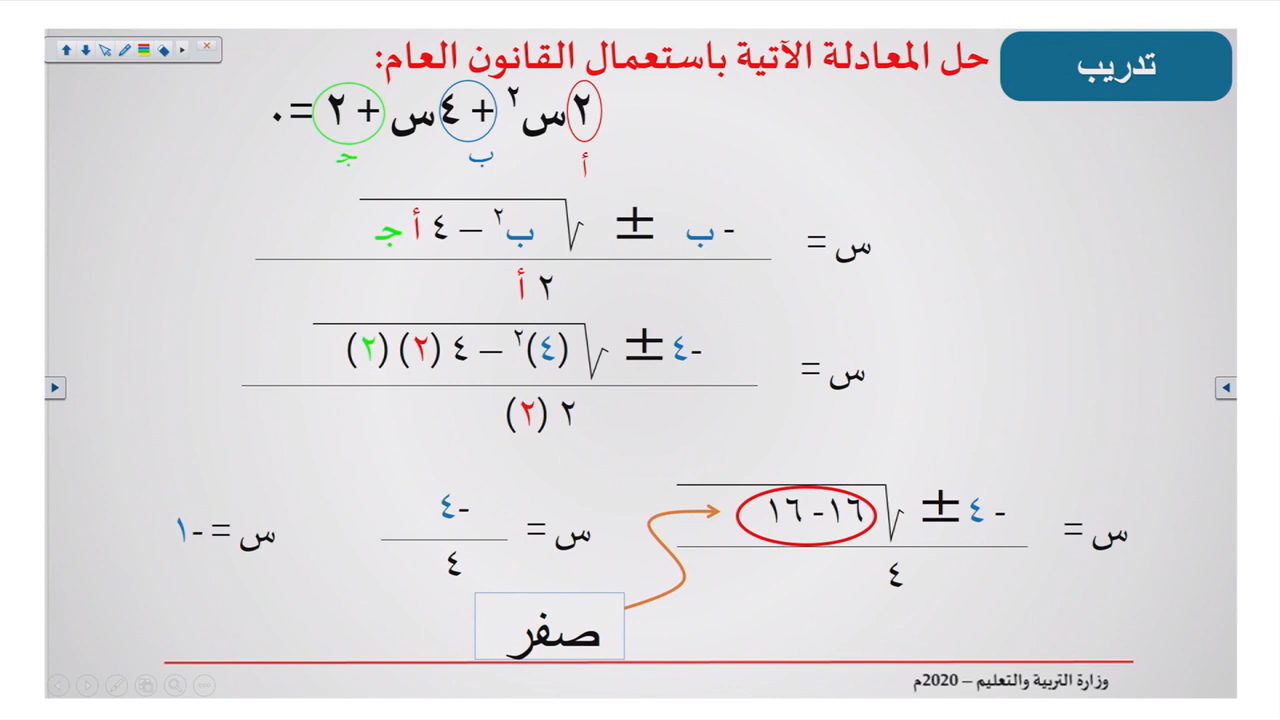 تدريب
حل المعادلة الآتية باستعمال القانون العام:
٢س٢ + ٤س + ٢ = ٠
أ ب جـ
س = - ب ± √ ب٢ – ٤ أ جـ
٢ أ
س = -٤ ± √ (٤)٢ – ٤ (٢) (٢)
٢ (٢)
س = - ٤ ± √ ١٦- ١٦
٤
س = -٤
٤
س = -١
صفر
وزارة التربية والتعليم – 2020م